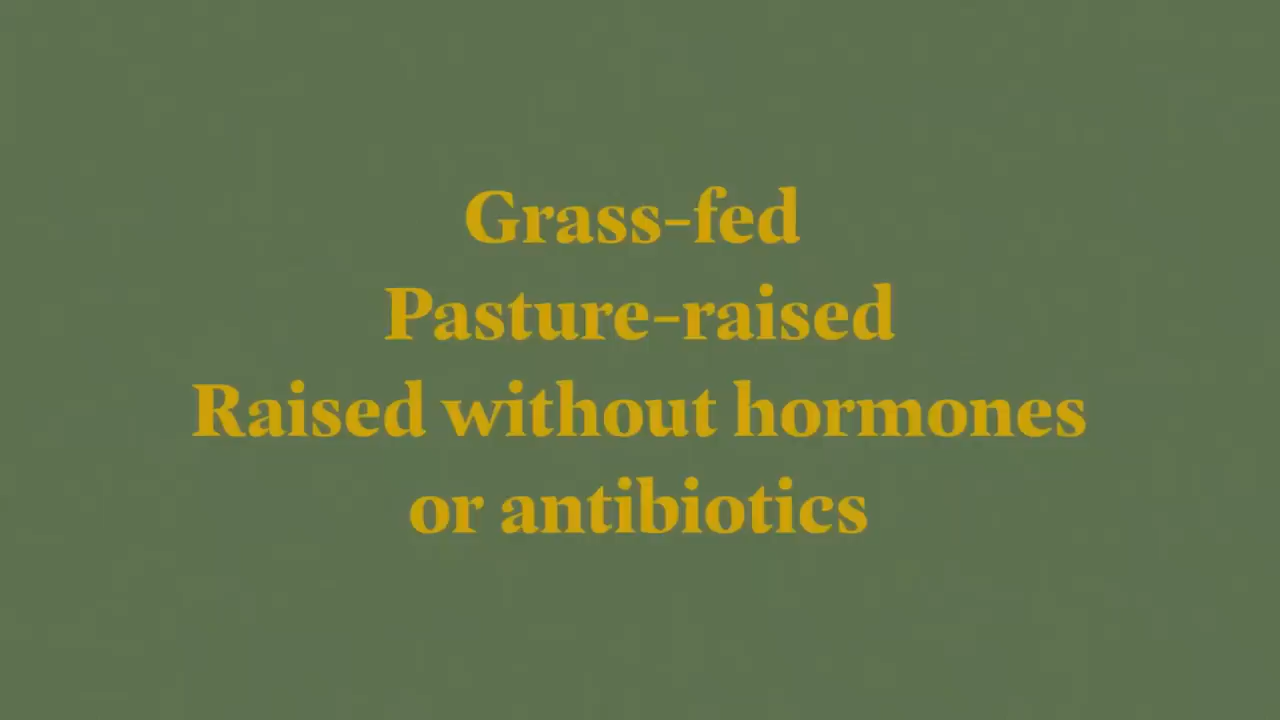 Grass-fed
Pasture-raised
Raised without hormones
or antibiotics